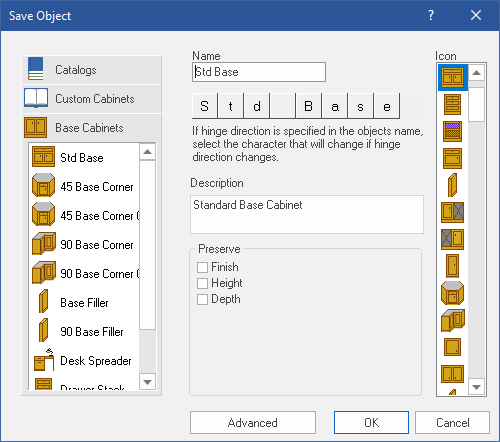 Save Object
?
Catalogs
Custom Cabinets
Base Cabinets
Std Base
45 Base Corner
45 Base Corner
90 Base Corner
90 Base Corner
Base Filler
90 Base Filler
Desk Spreader
Drawer Stack
Name
Std Base
S t d B a s e
If hinge direction is specified in the objects name,
select the character that will change if hinge
direction changes.
Description
Standard Base Cabinet
Preserve
Finish
Height
Depth
Icon
Advanced
OK
Cancel